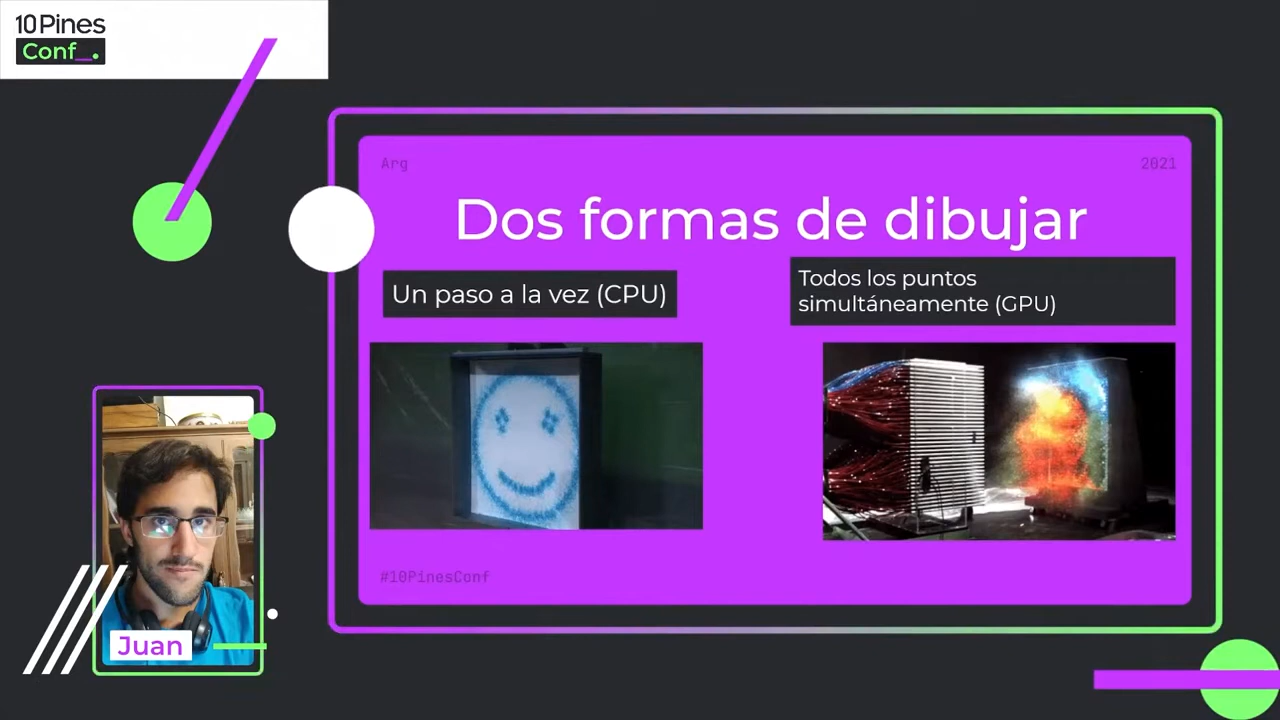 10Pines
Conf_.
Arg
2021
Dos formas de dibujar
Un paso a la vez (CPU)
Todos los puntos
simultáneamente (GPU)
#10PinesConf
Juan